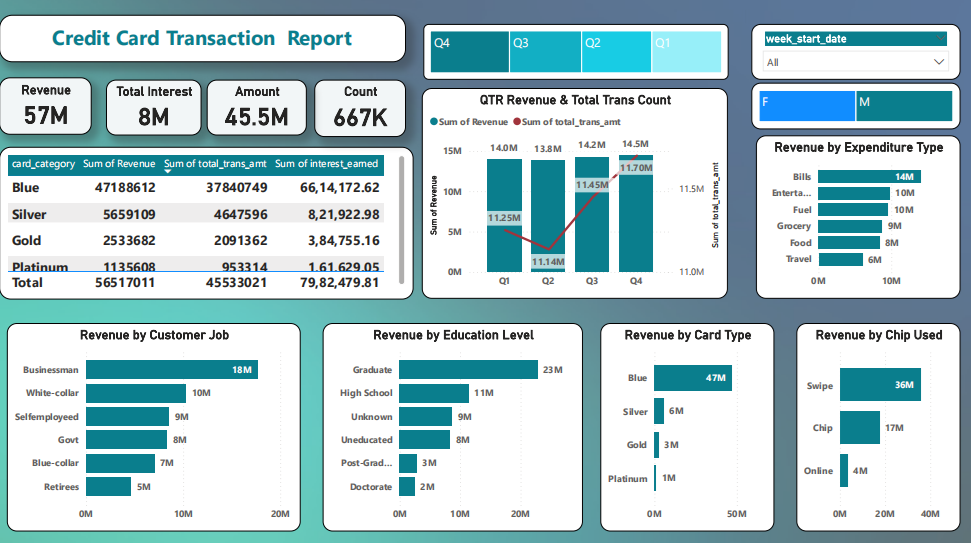 Credit Card Transaction Report
Q4 Q3 Q2 Q1
week_start_date
All
F M
Revenue
57M
Total Interest
8M
Amount
45.5M
Count
667K
card_category Sum of Revenue Sum of total_trans_amt Sum of interest_earned
Blue 47188612 37840749 66,14,172.62
Silver 5659109 4647596 8,21,922.98
Gold 2533682 2091362 3,84,755.16
Platinum 1135608 953314 1,61,629.05
Total 56517011 45533021 79,82,479.81
QTR Revenue & Total Trans Count
Sum of Revenue Sum of total_trans_amt
Sum of Revenue
15M
10M
5M
0M
14.0M 13.8M 14.2M 14.5M
11.25M 11.14M 11.45M 11.70M
Q1 Q2 Q3 Q4
11.5M
11.0M
Sum of total_trans_amt
Revenue by Expenditure Type
Bills 14M
Enterta... 10M
Fuel 10M
Grocery 9M
Food 8M
Travel 6M
0M 10M
Revenue by Customer Job
Businessman 18M
White-collar 10M
Selfemployeed 9M
Govt 8M
Blue-collar 7M
Retirees 5M
0M 10M 20M
Revenue by Education Level
Graduate 23M
High School 11M
Unknown 9M
Uneducated 8M
Post-Grad... 3M
Doctorate 2M
0M 10M 20M
Revenue by Card Type
Blue 47M
Silver 6M
Gold 3M
Platinum 1M
0M 50M
Revenue by Chip Used
Swipe 36M
Chip 17M
Online 4M
0M 20M 40M